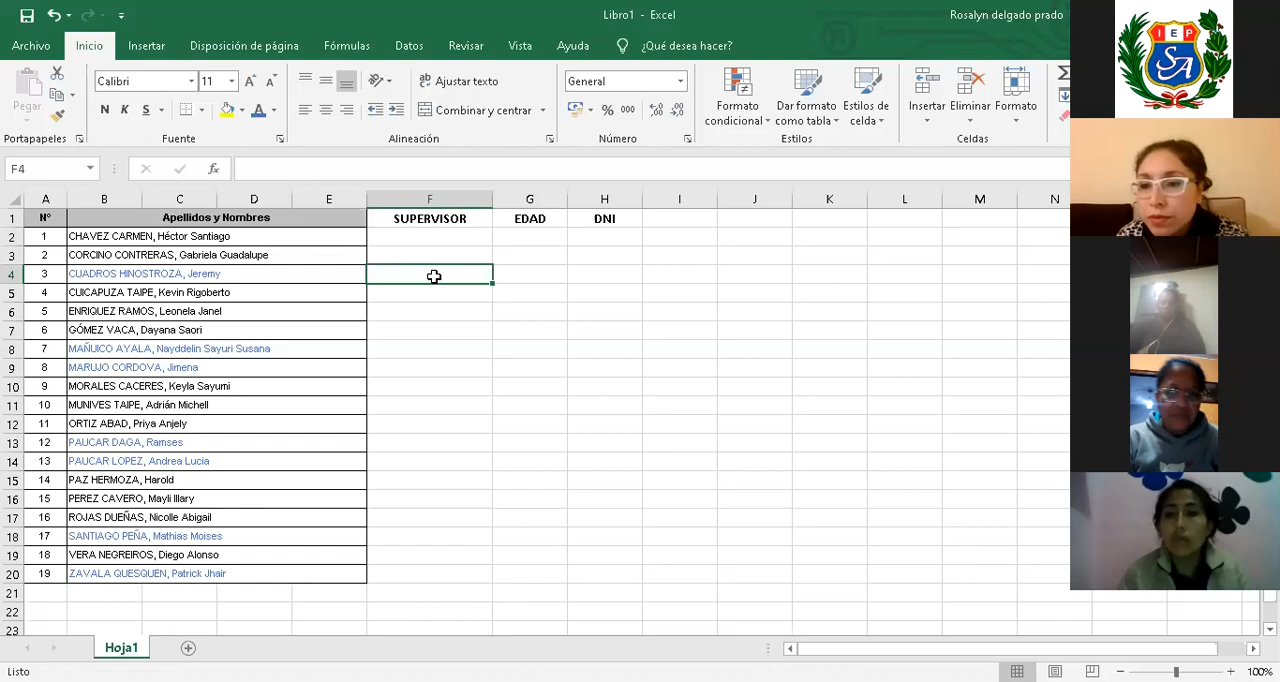 Libro1 - Excel
Rosalyn delgado prado
Archivo Inicio Insertar Disposición de página Fórmulas Datos Revisar Vista Ayuda ¿Qué desea hacer?
Pegar
Calibri 11
N K S
Ajustar texto
Combinar y centrar
General
% 000
Formato condicional
Dar formato como tabla
Estilos de celda
Insertar Eliminar Formato
Portapapeles Fuente Alineación Número Estilos Celdas
F4 fx
A B C D E F G H I J K L M N
1 N° Apellidos y Nombres SUPERVISOR EDAD DNI
2 1 CHAVEZ CARMEN, Héctor Santiago
3 2 CORCINO CONTRERAS, Gabriela Guadalupe
4 3 CUADROS HINOSTROZA, Jeremy
5 4 CUICAPUZA TAIPE, Kevin Rigoberto
6 5 ENRIQUEZ RAMOS, Leonela Janel
7 6 GÓMEZ VACA, Dayana Saori
8 7 MAÑUICO AYALA, Nayddelin Sayuri Susana
9 8 MARUJO CORDOVA, Jimena
10 9 MORALES CACERES, Keyla Sayumi
11 10 MUNIVES TAIPE, Adrián Michell
12 11 ORTIZ ABAD, Priya Anjely
13 12 PAUCAR DAGA, Ramses
14 13 PAUCAR LOPEZ, Andrea Lucia
15 14 PAZ HERMOZA, Harold
16 15 PEREZ CAVERO, Mayli Illary
17 16 ROJAS DUEÑAS, Nicolle Abigail
18 17 SANTIAGO PEÑA, Mathias Moises
19 18 VERA NEGREIROS, Diego Alonso
20 19 ZAVALA QUESQUEN, Patrick Jhair
21
22
23
Hoja1
Listo
100%
I E P
SA